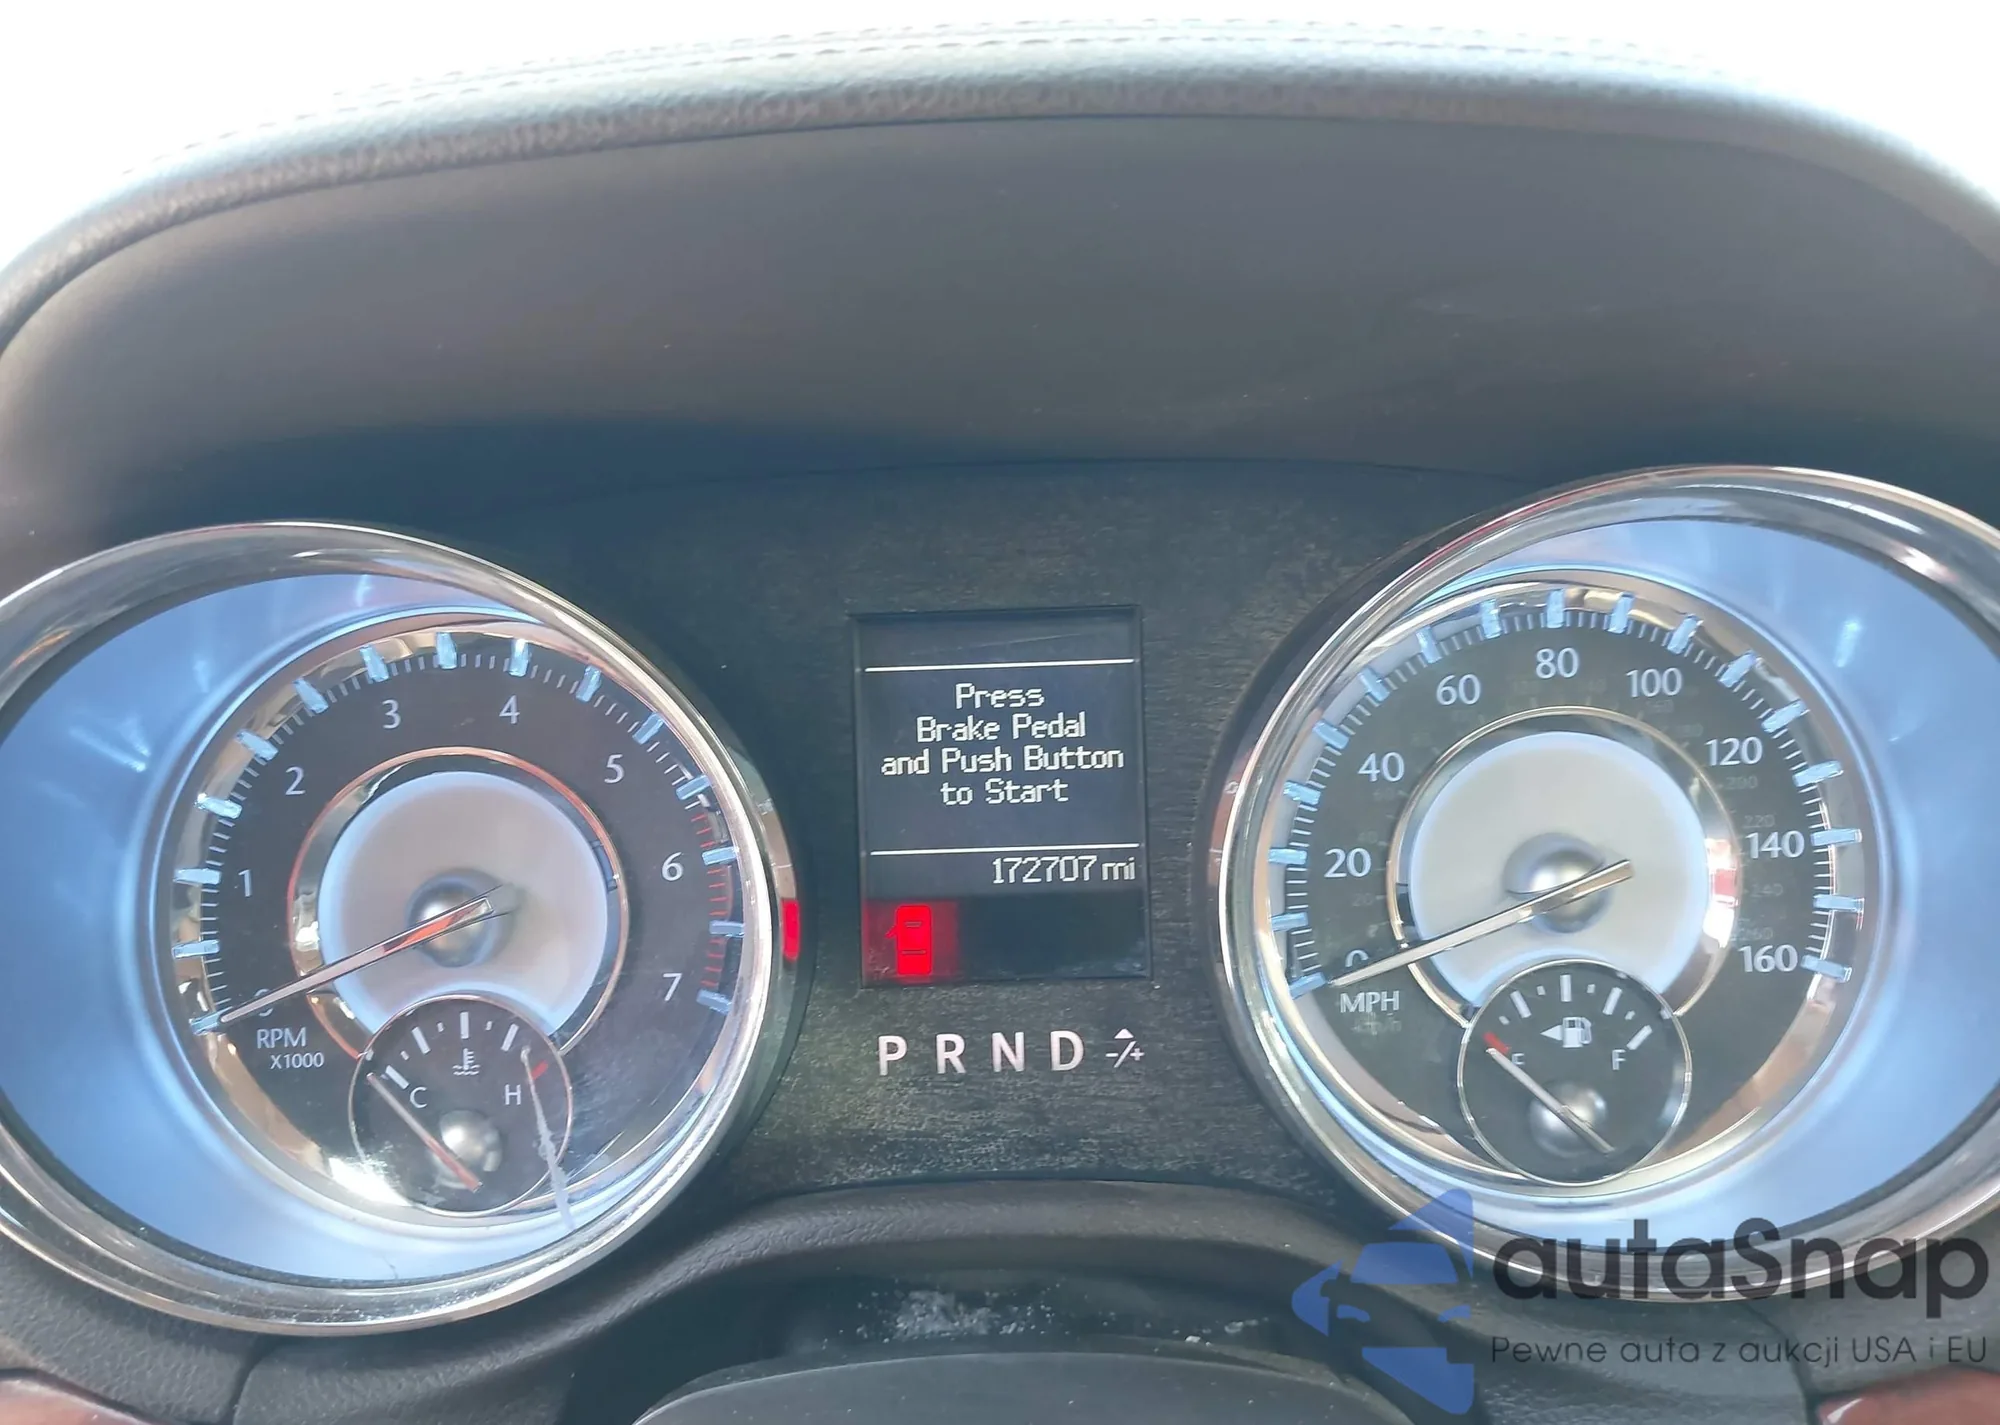 Press
Brake Pedal
and Push Button
to Start
172707 mi
P R N D -/+
1
2
3
4
5
6
7
RPM
X1000
C
H
0
20
40
60
80
100
120
140
160
MPH
E
F
autaSnap
Pewne auta z aukcji USA i EU